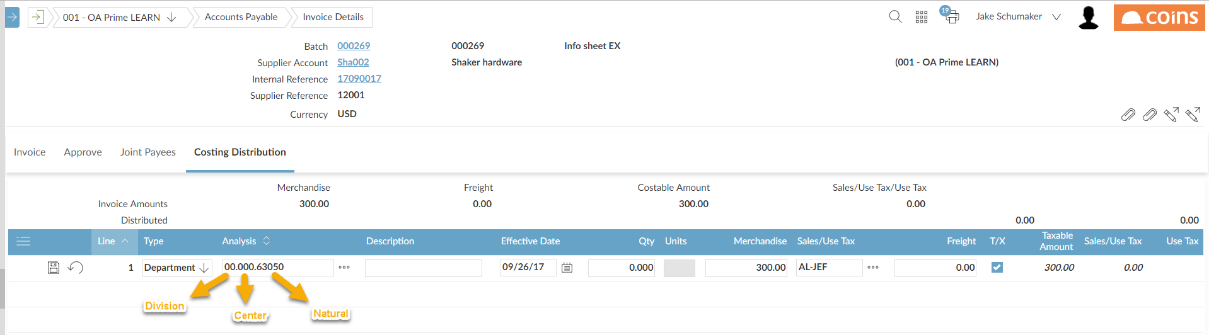 001 - OA Prime LEARN Accounts Payable Invoice Details 19 Jake Schumaker coins
Batch 000269 000269 Info sheet EX
Supplier Account Sha002 Shaker hardware (001 - OA Prime LEARN)
Internal Reference 17090017
Supplier Reference 12001
Currency USD
Invoice Approve Joint Payees Costing Distribution
Merchandise Freight Costable Amount Sales/Use Tax/Use Tax
Invoice Amounts 300.00 0.00 300.00 0.00
Distributed 0.00 0.00
Line Type Analysis Description Effective Date Qty Units Merchandise Sales/Use Tax Freight T/X Taxable Amount Sales/Use Tax Use Tax
1 Department 00.000.63050 09/26/17 0.000 300.00 AL-JEF 0.00 300.00 0.00
Division Center Natural